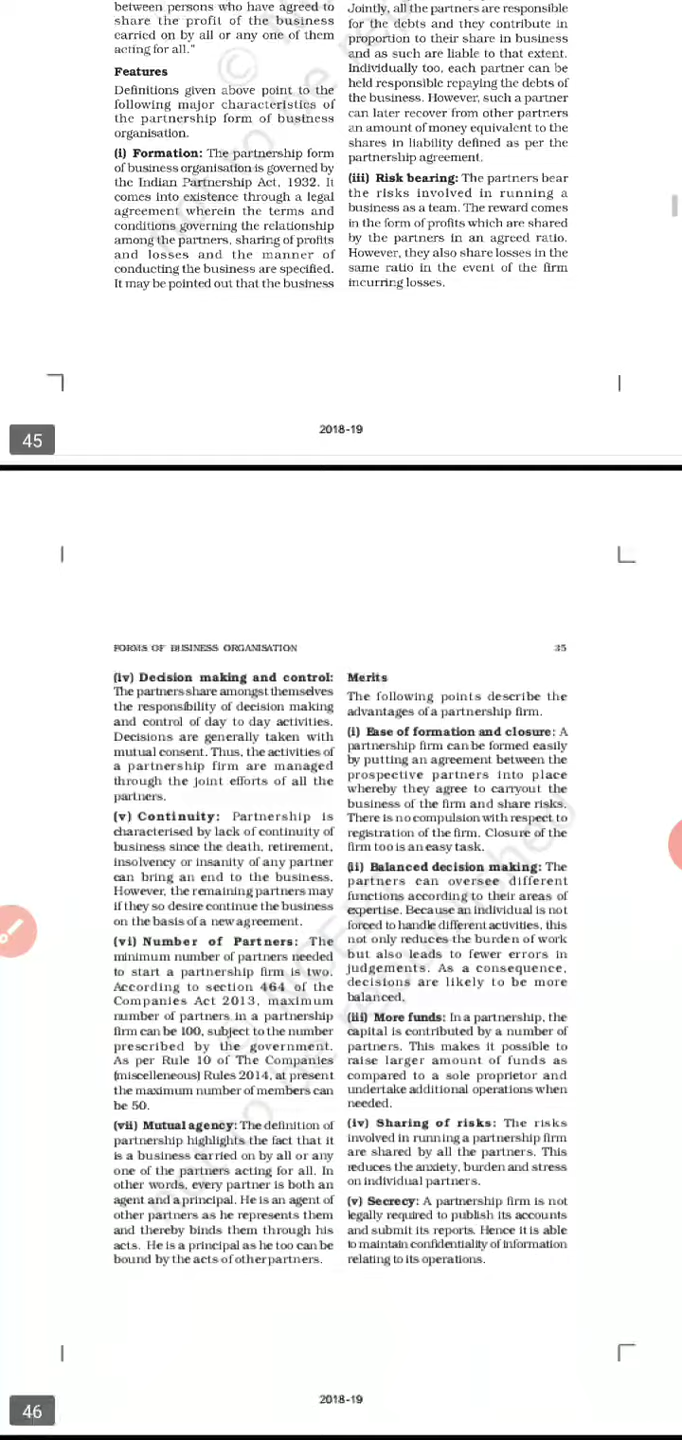 between persons who have agreed to
share the profit of the business
carried on by all or any one of them
acting for all."
Features
Definitions given above point to the
following major characteristics of
the partnership form of business
organisation.
(i) Formation: The partnership form
of business organisation is governed by
the Indian Partnership Act, 1932. It
comes into existence through a legal
agreement wherein the terms and
conditions governing the relationship
among the partners, sharing of profits
and losses and the manner of
conducting the business are specified.
It may be pointed out that the business
Jointly, all the partners are responsible
for the debts and they contribute in
proportion to their share in business
and as such are liable to that extent.
Individually too, each partner can be
held responsible repaying the debts of
the business. However, such a partner
can later recover from other partners
an amount of money equivalent to the
shares in liability defined as per the
partnership agreement.
(iii) Risk bearing: The partners bear
the risks involved in running a
business as a team. The reward comes
in the form of profits which are shared
by the partners in an agreed ratio.
However, they also share losses in the
same ratio in the event of the firm
incurring losses.
2018-19
45
FORMS OF BUSINESS ORGANISATION
35
(iv) Decision making and control:
The partners share amongst themselves
the responsibility of decision making
and control of day to day activities.
Decisions are generally taken with
mutual consent. Thus, the activities of
a partnership firm are managed
through the joint efforts of all the
partners.
(v) Continuity: Partnership is
characterised by lack of continuity of
business since the death, retirement,
insolvency or insanity of any partner
can bring an end to the business.
However, the remaining partners may
if they so desire continue the business
on the basis of a new agreement.
(vi) Number of Partners: The
minimum number of partners needed
to start a partnership firm is two.
According to section 464 of the
Companies Act 2013, maximum
number of partners in a partnership
firm can be 100, subject to the number
prescribed by the government.
As per Rule 10 of The Companies
(miscelleneous) Rules 2014, at present
the maximum number of members can
be 50.
(vii) Mutual agency: The definition of
partnership highlights the fact that it
is a business carried on by all or any
one of the partners acting for all. In
other words, every partner is both an
agent and a principal. He is an agent of
other partners as he represents them
and thereby binds them through his
acts. He is a principal as he too can be
bound by the acts of other partners.
Merits
The following points describe the
advantages of a partnership firm.
(i) Ease of formation and closure: A
partnership firm can be formed easily
by putting an agreement between the
prospective partners into place
whereby they agree to carryout the
business of the firm and share risks.
There is no compulsion with respect to
registration of the firm. Closure of the
firm too is an easy task.
(ii) Balanced decision making: The
partners can oversee different
functions according to their areas of
expertise. Because an individual is not
forced to handle different activities, this
not only reduces the burden of work
but also leads to fewer errors in
judgements. As a consequence,
decisions are likely to be more
balanced.
(iii) More funds: In a partnership, the
capital is contributed by a number of
partners. This makes it possible to
raise larger amount of funds as
compared to a sole proprietor and
undertake additional operations when
needed.
(iv) Sharing of risks: The risks
involved in running a partnership firm
are shared by all the partners. This
reduces the anxiety, burden and stress
on individual partners.
(v) Secrecy: A partnership firm is not
legally required to publish its accounts
and submit its reports. Hence it is able
to maintain confidentiality of information
relating to its operations.
2018-19
46